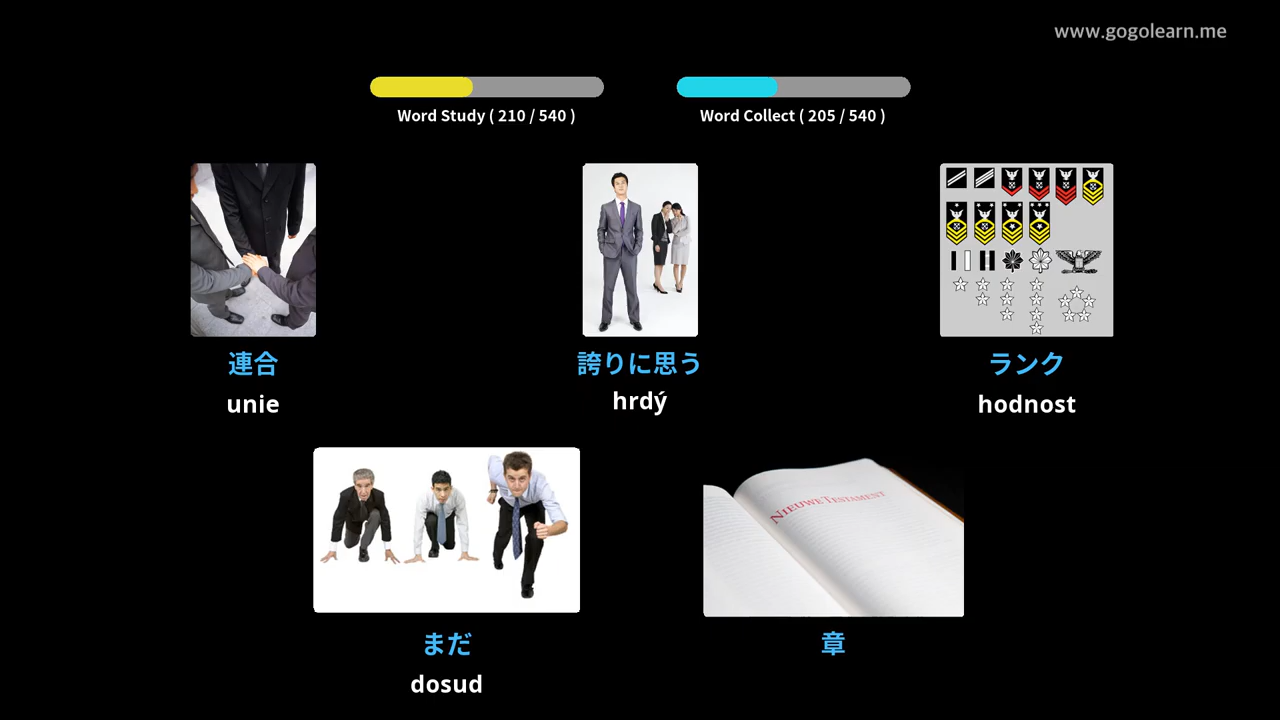 www.gogolearn.me
Word Study ( 210 / 540 )
Word Collect ( 205 / 540 )
連合
unie
誇りに思う
hrdý
ランク
hodnost
NIEUWE TESTAMENT
まだ
dosud
章